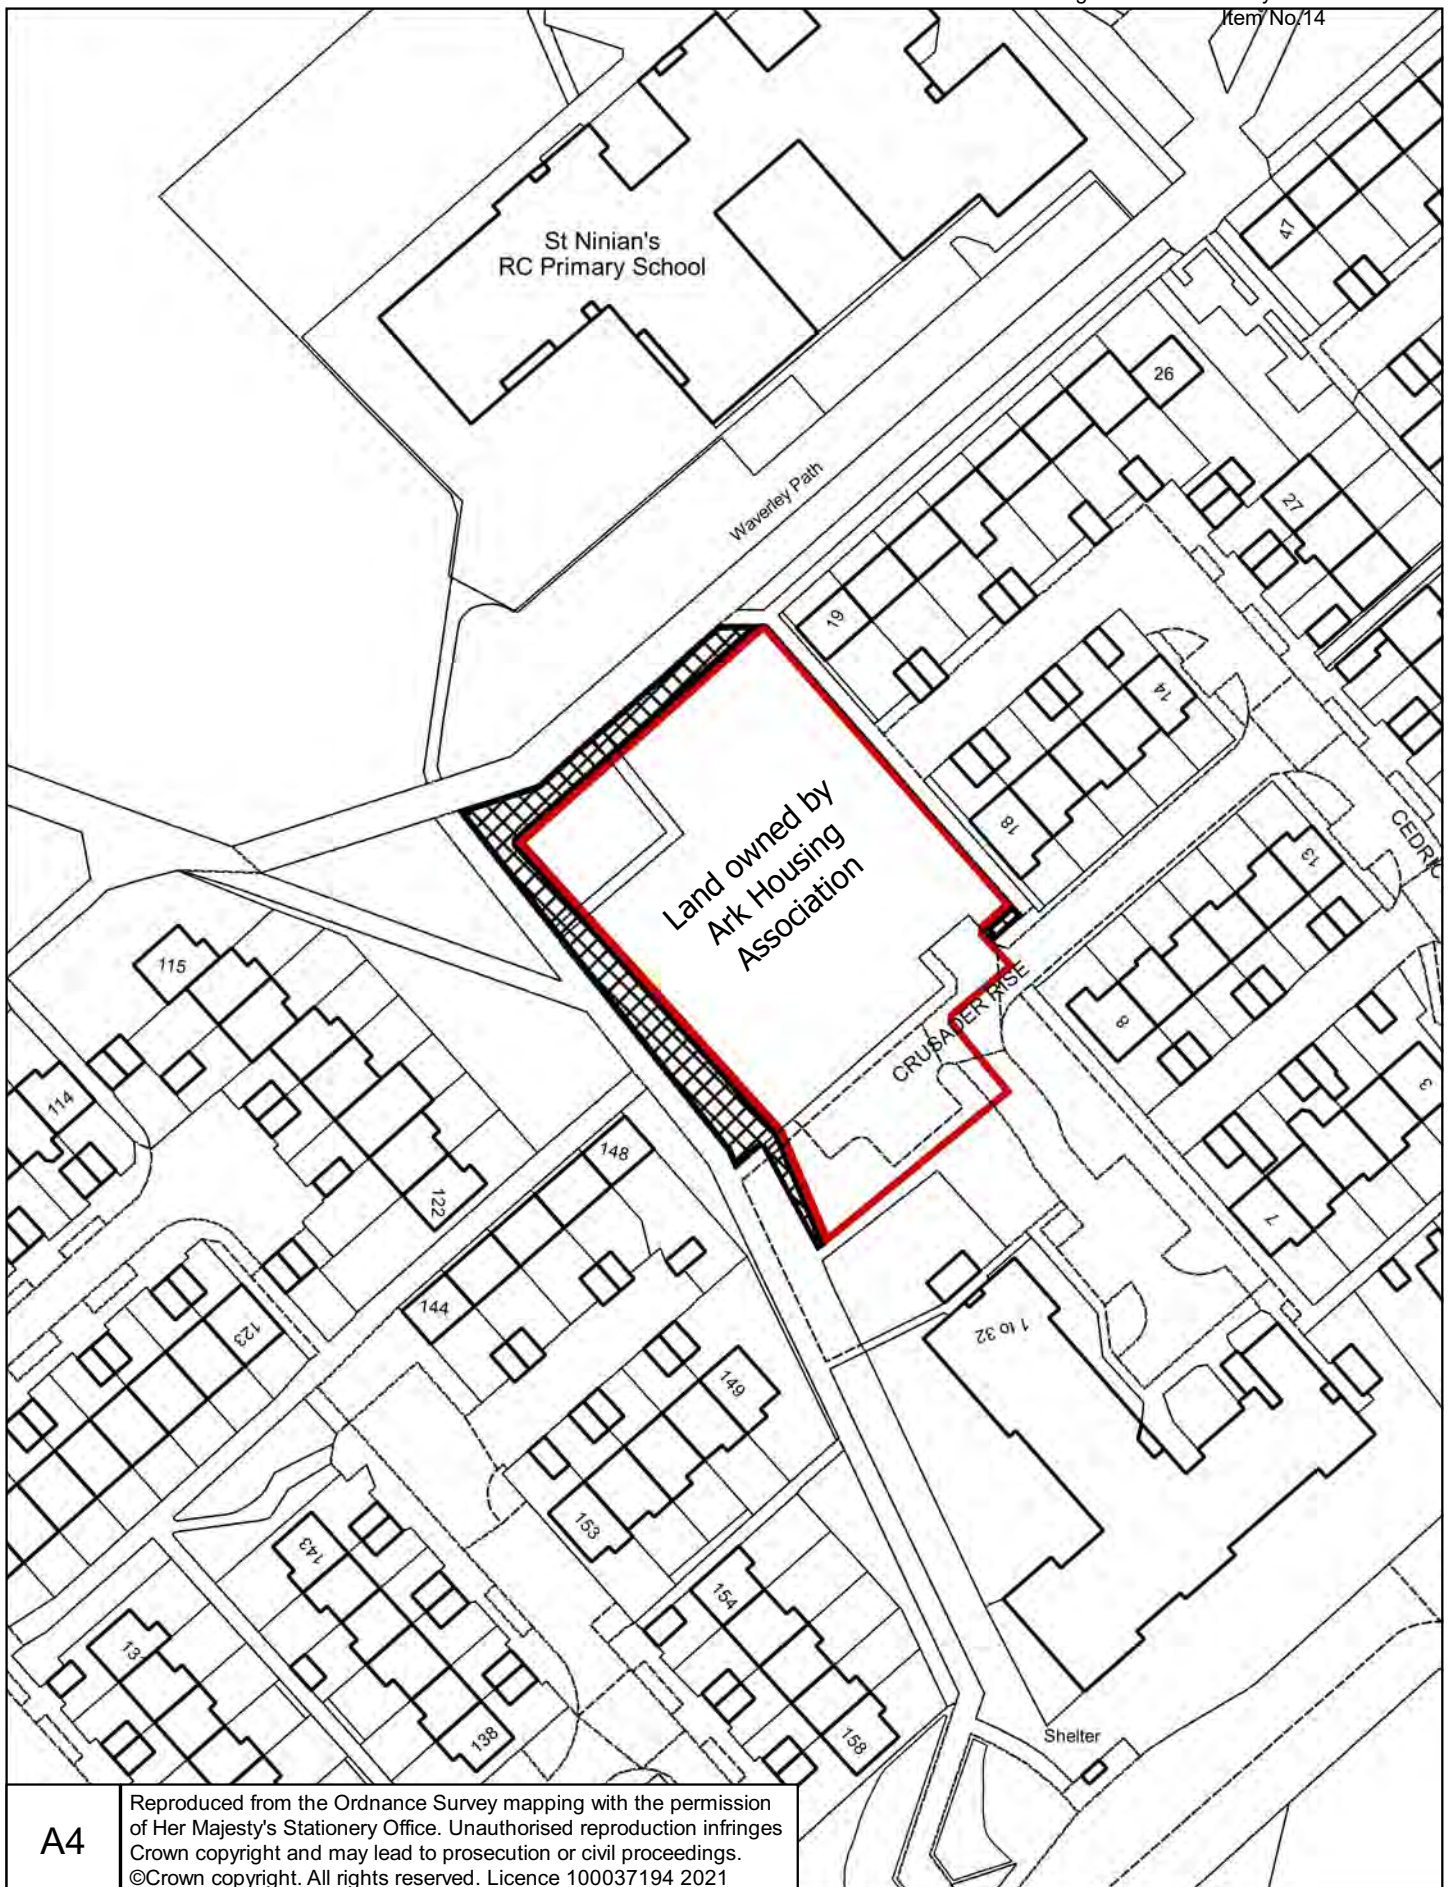 Item No.14
St Ninian's
RC Primary School
47
26
Waverley Path
27
19
14
18
Land owned by
Ark Housing
Association
13
115
CRUSADER RISE
8
114
3
148
122
7
144
123
1 to 32
149
153
143
154
13
138
158
Shelter
A4
Reproduced from the Ordnance Survey mapping with the permission
of Her Majesty's Stationery Office. Unauthorised reproduction infringes
Crown copyright and may lead to prosecution or civil proceedings.
©Crown copyright. All rights reserved. Licence 100037194 2021